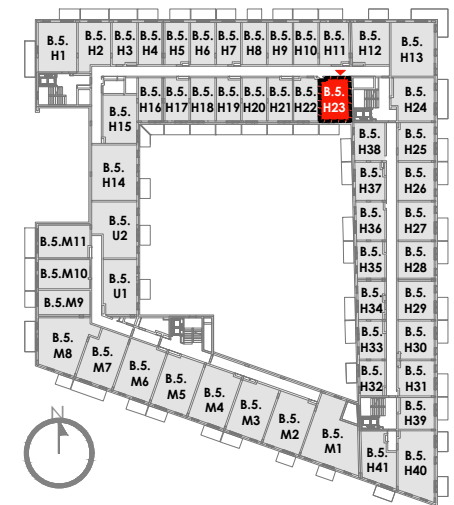 B.5.
H1
B.5.
H2
B.5.
H3
B.5.
H4
B.5.
H5
B.5.
H6
B.5.
H7
B.5.
H8
B.5.
H9
B.5.
H10
B.5.
H11
B.5.
H12
B.5.
H13
B.5.
H15
B.5.
H16
B.5.
H17
B.5.
H18
B.5.
H19
B.5.
H20
B.5.
H21
B.5.
H22
B.5.
H23
B.5.
H24
B.5.
H38
B.5.
H25
B.5.
H14
B.5.
H37
B.5.
H26
B.5.
U2
B.5.
H36
B.5.
H27
B.5.M11
B.5.
H35
B.5.
H28
B.5.M10
B.5.
U1
B.5.
H34
B.5.
H29
B.5.M9
B.5.
H33
B.5.
H30
B.5.
M8
B.5.
M7
B.5.
M6
B.5.
M5
B.5.
M4
B.5.
M3
B.5.
M2
B.5.
M1
B.5.
H32
B.5.
H31
B.5.
H39
B.5.
H41
B.5.
H40
N